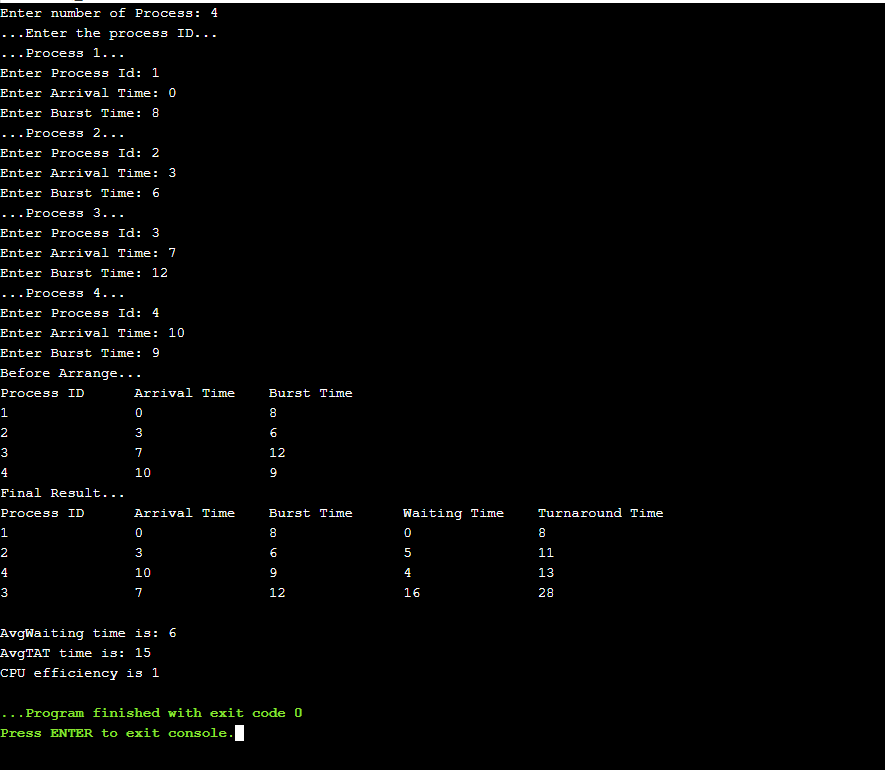 Enter number of Process: 4
...Enter the process ID...
...Process 1...
Enter Process Id: 1
Enter Arrival Time: 0
Enter Burst Time: 8
...Process 2...
Enter Process Id: 2
Enter Arrival Time: 3
Enter Burst Time: 6
...Process 3...
Enter Process Id: 3
Enter Arrival Time: 7
Enter Burst Time: 12
...Process 4...
Enter Process Id: 4
Enter Arrival Time: 10
Enter Burst Time: 9
Before Arrange...
Process ID Arrival Time Burst Time
1 0 8
2 3 6
3 7 12
4 10 9
Final Result...
Process ID Arrival Time Burst Time Waiting Time Turnaround Time
1 0 8 0 8
2 3 6 5 11
4 10 9 4 13
3 7 12 16 28
AvgWaiting time is: 6
AvgTAT time is: 15
CPU efficiency is 1
...Program finished with exit code 0
Press ENTER to exit console.